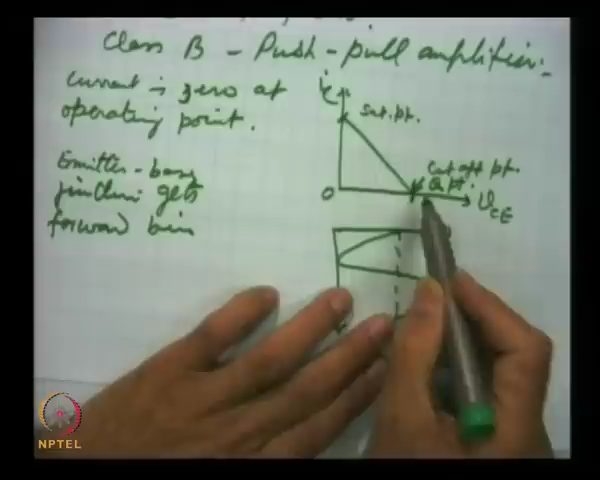 Class B - Push-pull amplifier.
Current is zero at
operating point.
Emitter-base
junction gets
forward bias
ic
Sat. pt.
Cut off pt.
Q pt.
O
VCE
NPTEL